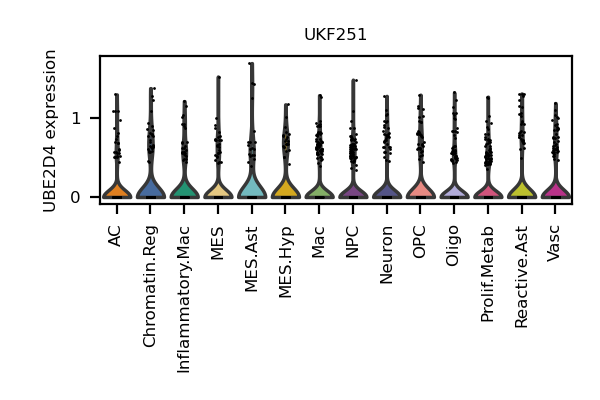 UKF251
UBE2D4 expression
1
0
AC
Chromatin.Reg
Inflammatory.Mac
MES
MES.Ast
MES.Hyp
Mac
NPC
Neuron
OPC
Oligo
Prolif.Metab
Reactive.Ast
Vasc